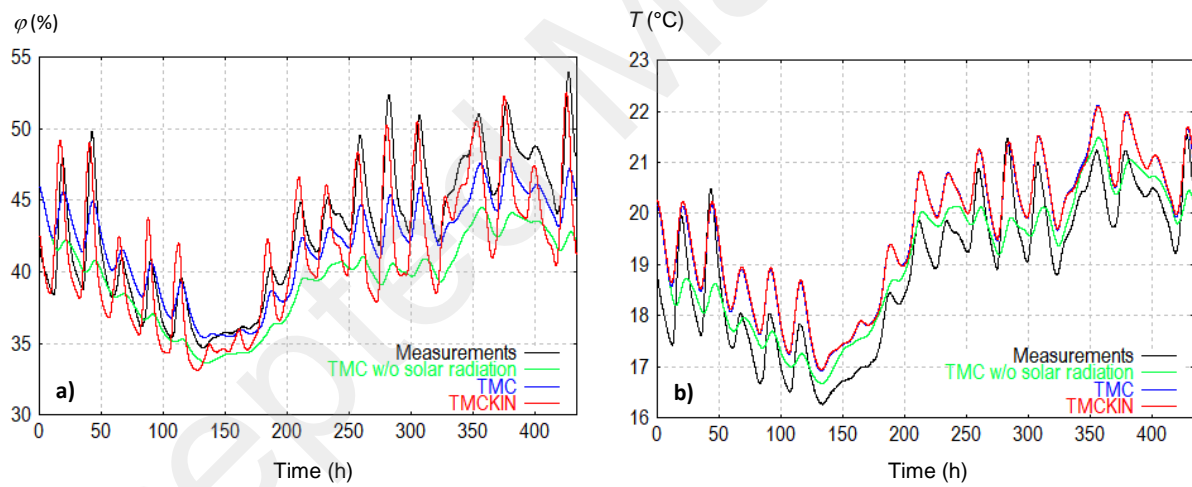 φ (%)
55
50
45
40
35
30
0 50 100 150 200 250 300 350 400
Measurements
TMC w/o solar radiation
TMC
TMCKIN
a)
Time (h)
T (°C)
23
22
21
20
19
18
17
16
0 50 100 150 200 250 300 350 400
Measurements
TMC w/o solar radiation
TMC
TMCKIN
b)
Time (h)